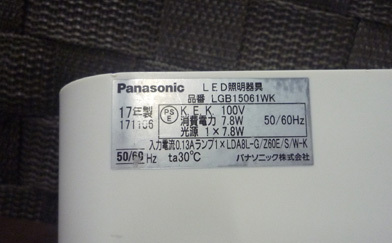 Panasonic LED照明器具
品番 LGB15061WK
17年製 PSE K.E.K 100V
171106 消費電力 7.8W 50/60Hz
光源 1×7.8W
入力電流0.13Aランプ1×LDA8L-G/Z60E/S/W-K
50/60 Hz ta30℃ パナソニック株式会社